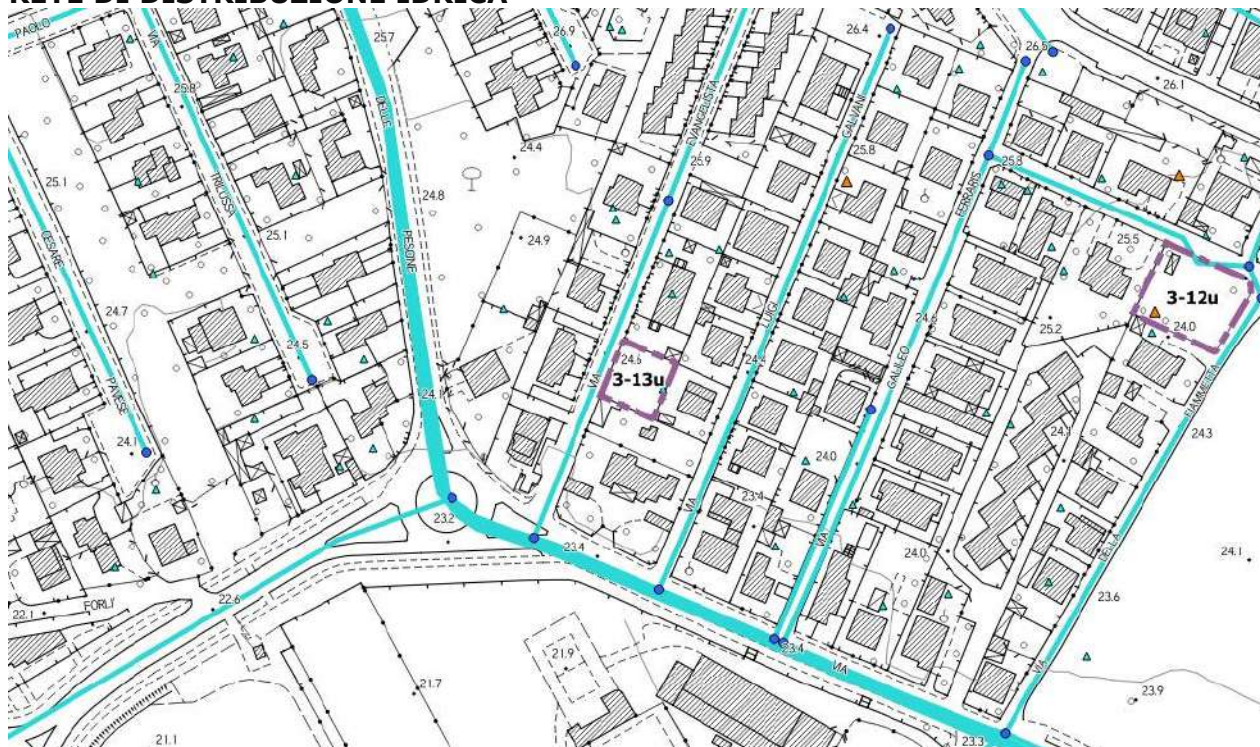 RETE DI DISTRIBUZIONE IDRICA
PAOLO
VIA
25.7
26.9
26.4
26.5
26.1
25.8
DELLE
EVANGELISTA
GALVANI
24.4
25.9
25.8
25.3
FERRARIS
25.1
TRILUSSA
24.8
25.1
PESONE
24.9
25.5
CESARE
3-12u
24.0
24.7
24.6
25.2
LUIGI
24.5
24.6
24.4
GALILEO
3-13u
VIA
FIAMMETTA
PAVESE
24.1
24.1
24.1
24.3
24.0
23.4
VIA
23.2
23.4
VIA
24.0
DELLA
24.1
FORLI'
22.1
22.6
23.6
23.4
VIA
21.9
VIA
21.7
23.9
21.1
23.3